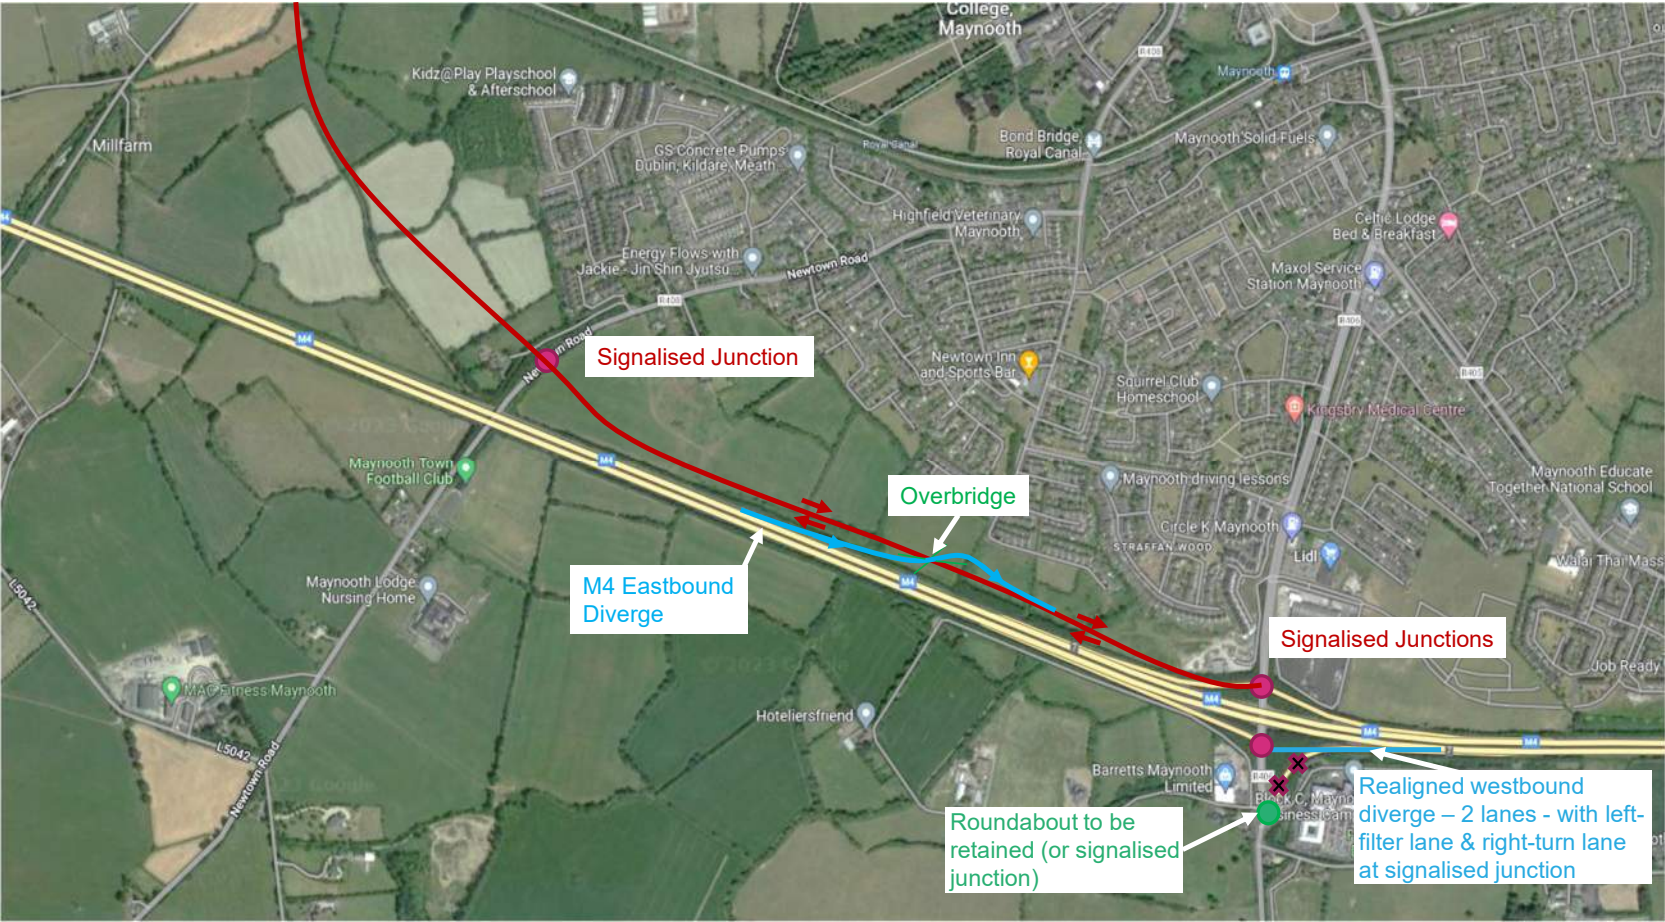 College,
Maynooth
R408
Maynooth
Kidz@Play Playschool
& Afterschool
Millfarm
GS Concrete Pumps
Dublin, Kildare, Meath...
Royal Canal
Bond Bridge,
Royal Canal
Maynooth Solid Fuels
M4
Highfield Veterinary
Maynooth
Celtic Lodge
Bed & Breakfast
Energy Flows with
Jackie - Jin Shin Jyutsu...
Newtown Road
Maxol Service
Station Maynooth
R408
R406
M4
Signalised Junction
Newtown Inn
and Sports Bar
Squirrel Club
Homeschool
R405
Kingsbry Medical Centre
M4
Maynooth Town
Football Club
Overbridge
Maynooth driving lessons
Maynooth Educate
Together National School
Circle K Maynooth
STRAFFAN WOOD
Lidl
M4 Eastbound
Diverge
M4
Maynooth Lodge
Nursing Home
L5042
Signalised Junctions
Job Ready
MAC Fitness Maynooth
M4
Hoteliersfriend
M4
M4
L5042
Newtown Road
Barretts Maynooth
Limited
Realigned westbound
diverge – 2 lanes - with left-
filter lane & right-turn lane
at signalised junction
Roundabout to be
retained (or signalised
junction)